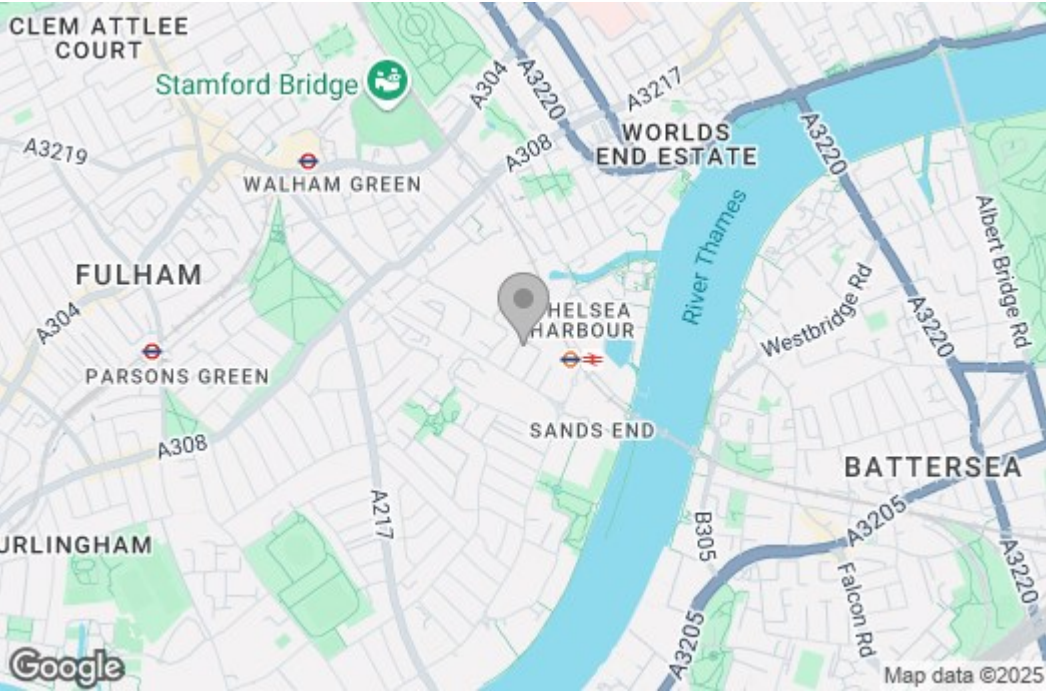 CLEM ATTLEE
COURT
Stamford Bridge
A304
A3220
A3217
A3219
A308
WORLDS
END ESTATE
A3220
WALHAM GREEN
River Thames
Albert Bridge Rd
FULHAM
HELSEA
HARBOUR
Westbridge Rd
A304
A3220
PARSONS GREEN
SANDS END
A308
BATTERSEA
A217
A3205
B305
URLINGHAM
A3220
Falcon Rd
A3205
Google
Map data ©2025